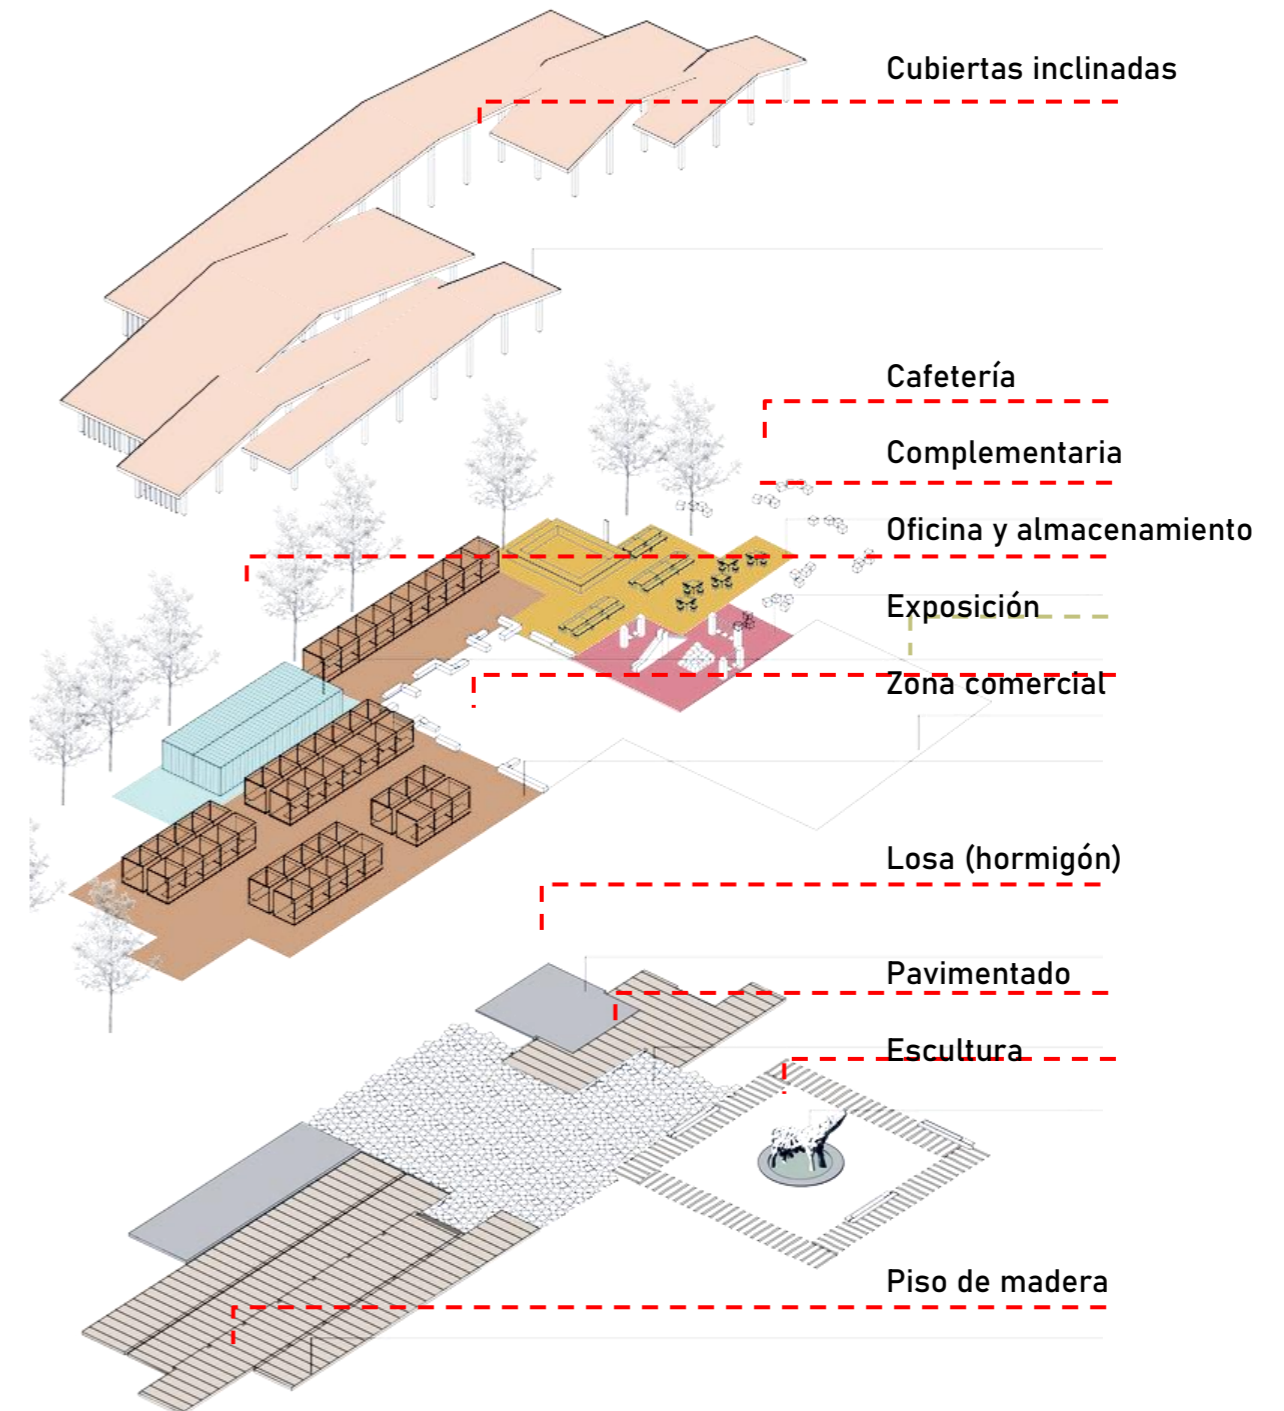 Cubiertas inclinadas
Cafetería
Complementaria
Oficina y almacenamiento
Exposición
Zona comercial
Losa (hormigón)
Pavimentado
Escultura
Piso de madera